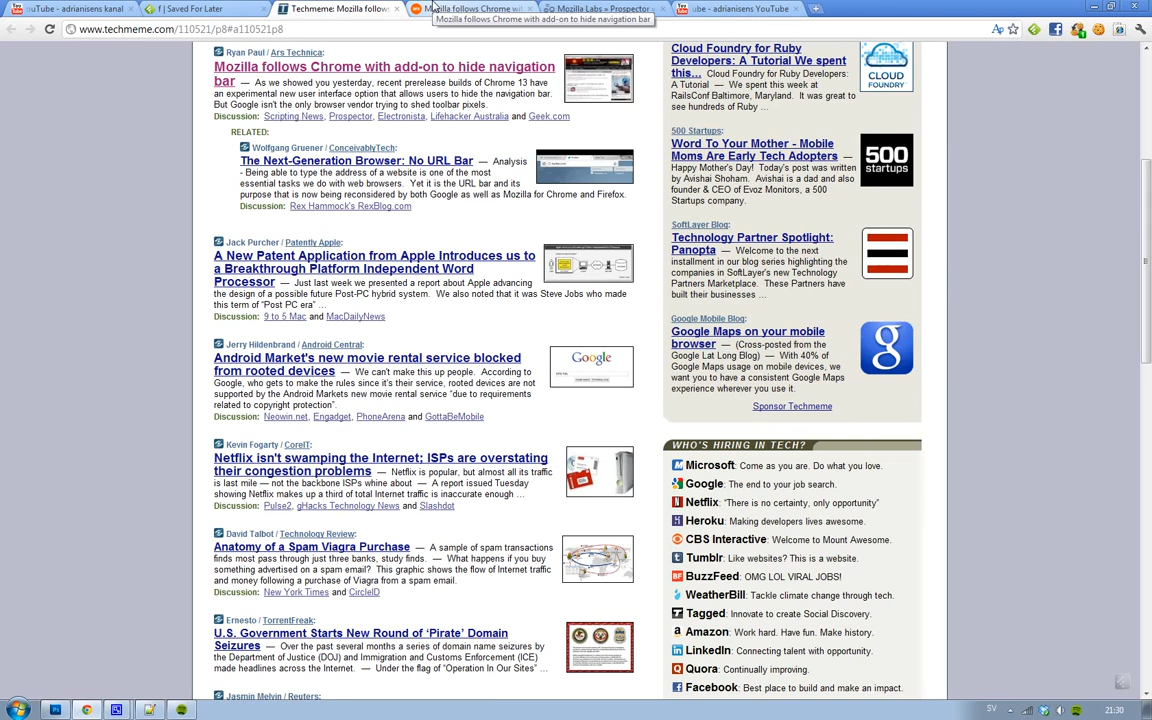 ouTube - adrianisens kanal
f | Saved For Later
Techmeme: Mozilla follows
Mozilla follows Chrome wit
Mozilla Labs » Prospector
ube - adrianisens YouTube
Mozilla follows Chrome with add-on to hide navigation bar
www.techmeme.com/110521/p8#a110521p8
Ryan Paul / Ars Technica:
Mozilla follows Chrome with add-on to hide navigation
bar — As we showed you yesterday, recent prerelease builds of Chrome 13 have
an experimental new user interface option that allows users to hide the navigation bar.
But Google isn't the only browser vendor trying to shed toolbar pixels.
Discussion: Scripting News, Prospector, Electronista, Lifehacker Australia and Geek.com
RELATED:
Wolfgang Gruener / ConceivablyTech:
The Next-Generation Browser: No URL Bar — Analysis
- Being able to type the address of a website is one of the most
essential tasks we do with web browsers. Yet it is the URL bar and its
purpose that is now being reconsidered by both Google as well as Mozilla for Chrome and Firefox.
Discussion: Rex Hammock's RexBlog.com
Jack Purcher / Patently Apple:
A New Patent Application from Apple Introduces us to
a Breakthrough Platform Independent Word
Processor — Just last week we presented a report about Apple advancing
the design of a possible future Post-PC hybrid system. We also noted that it was Steve Jobs who made
this term of “Post PC era” …
Discussion: 9 to 5 Mac and MacDailyNews
Jerry Hildenbrand / Android Central:
Android Market's new movie rental service blocked
from rooted devices — We can't make this up people. According to
Google, who gets to make the rules since it's their service, rooted devices are not
supported by the Android Markets new movie rental service “due to requirements
related to copyright protection”.
Discussion: Neowin.net, Engadget, PhoneArena and GottaBeMobile
Google
Kevin Fogarty / CoreIT:
Netflix isn't swamping the Internet; ISPs are overstating
their congestion problems — Netflix is popular, but almost all its traffic
is last mile — not the backbone ISPs whine about — A report issued Tuesday
showing Netflix makes up a third of total Internet traffic is inaccurate enough …
Discussion: Pulse2, gHacks Technology News and Slashdot
David Talbot / Technology Review:
Anatomy of a Spam Viagra Purchase — A sample of spam transactions
finds most pass through just three banks, study finds. — What happens if you buy
something advertised on a spam email? This graphic shows the flow of Internet traffic
and money following a purchase of Viagra from a spam email.
Discussion: New York Times and CircleID
Ernesto / TorrentFreak:
U.S. Government Starts New Round of ‘Pirate’ Domain
Seizures — Over the past several months a series of domain name seizures by
the Department of Justice (DOJ) and Immigration and Customs Enforcement (ICE)
made headlines across the Internet. — Under the flag of “Operation In Our Sites” …
Jasmin Melvin / Reuters:
Cloud Foundry for Ruby
Developers: A Tutorial We spent
this… Cloud Foundry for Ruby Developers:
A Tutorial — We spent this week at
RailsConf Baltimore, Maryland. It was great to
see hundreds of Ruby …
CLOUD
FOUNDRY
500 Startups:
Word To Your Mother - Mobile
Moms Are Early Tech Adopters —
Happy Mother's Day! Today's post was written
by Avishai Shoham. Avishai is a dad and also
founder & CEO of Evoz Monitors, a 500
Startups company.
500
startups
SoftLayer Blog:
Technology Partner Spotlight:
Panopta — Welcome to the next
installment in our blog series highlighting the
companies in SoftLayer's new Technology
Partners Marketplace. These Partners have
built their businesses …
Google Mobile Blog:
Google Maps on your mobile
browser — (Cross-posted from the
Google Lat Long Blog) — With 40% of
Google Maps usage on mobile devices, we
want you to have a consistent Google Maps
experience wherever you use it.
g
Sponsor Techmeme
WHO'S HIRING IN TECH?
Microsoft: Come as you are. Do what you love.
Google: The end to your job search.
Netflix: “There is no certainty, only opportunity”
Heroku: Making developers lives awesome.
CBS Interactive: Welcome to Mount Awesome.
Tumblr: Like websites? This is a website.
BuzzFeed: OMG LOL VIRAL JOBS!
WeatherBill: Tackle climate change through tech.
Tagged: Innovate to create Social Discovery.
Amazon: Work hard. Have fun. Make history.
LinkedIn: Connecting talent with opportunity.
Quora: Continually improving.
Facebook: Best place to build and make an impact.
SV
21:30